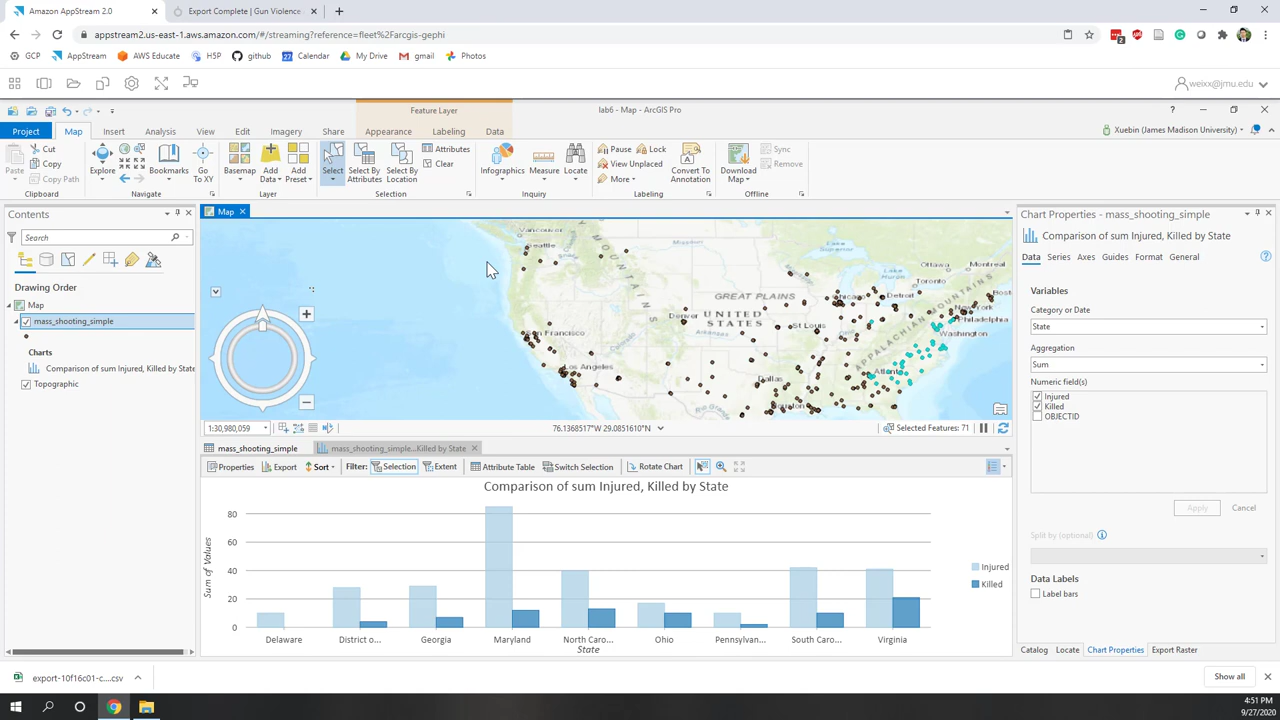 Amazon AppStream 2.0
Export Complete | Gun Violence
appstream2.us-east-1.aws.amazon.com/#/streaming?reference=fleet%2Farcgis-gephi
GCP AppStream AWS Educate H5P github Calendar My Drive gmail Photos
weixx@jmu.edu
Feature Layer
lab6 - Map - ArcGIS Pro
Project Map Insert Analysis View Edit Imagery Share Appearance Labeling Data
Xuebin (James Madison University)
Paste
Cut
Copy
Copy Path
Clipboard
Explore
Bookmarks
Go To XY
Navigate
Basemap
Add Data
Add Preset
Layer
Select
Select By Attributes
Select By Location
Attributes
Clear
Selection
Infographics
Measure
Locate
Inquiry
Pause
Lock
View Unplaced
More
Convert To Annotation
Labeling
Download Map
Sync
Remove
Offline
Contents
Search
Drawing Order
Map
mass_shooting_simple
Charts
Comparison of sum Injured, Killed by State
Topographic
Map
Vancouver
Seattle
San Francisco
Los Angeles
MOUNTAINS
GREAT PLAINS
UNITED STATES
Denver
St Louis
Chicago
Detroit
Ottawa
Montreal
Toronto
Boston
Philadelphia
Washington
APPALACHIAN MOUNTAINS
Atlanta
Dallas
Houston
1:30,980,059
76.1368517°W 29.0851610°N
Selected Features: 71
mass_shooting_simple
mass_shooting_simple...Killed by State
Properties Export Sort Filter: Selection Extent Attribute Table Switch Selection Rotate Chart
Comparison of sum Injured, Killed by State
Sum of Values
80
60
40
20
0
Delaware District o... Georgia Maryland North Caro... Ohio Pennsylvan... South Caro... Virginia
State
Injured
Killed
Chart Properties - mass_shooting_simple
Comparison of sum Injured, Killed by State
Data Series Axes Guides Format General
Variables
Category or Date
State
Aggregation
Sum
Numeric field(s)
Injured
Killed
OBJECTID
Apply Cancel
Split by (optional)
Data Labels
Label bars
Catalog Locate Chart Properties Export Raster
export-10f16c01-c....csv
Show all
4:51 PM
9/27/2020